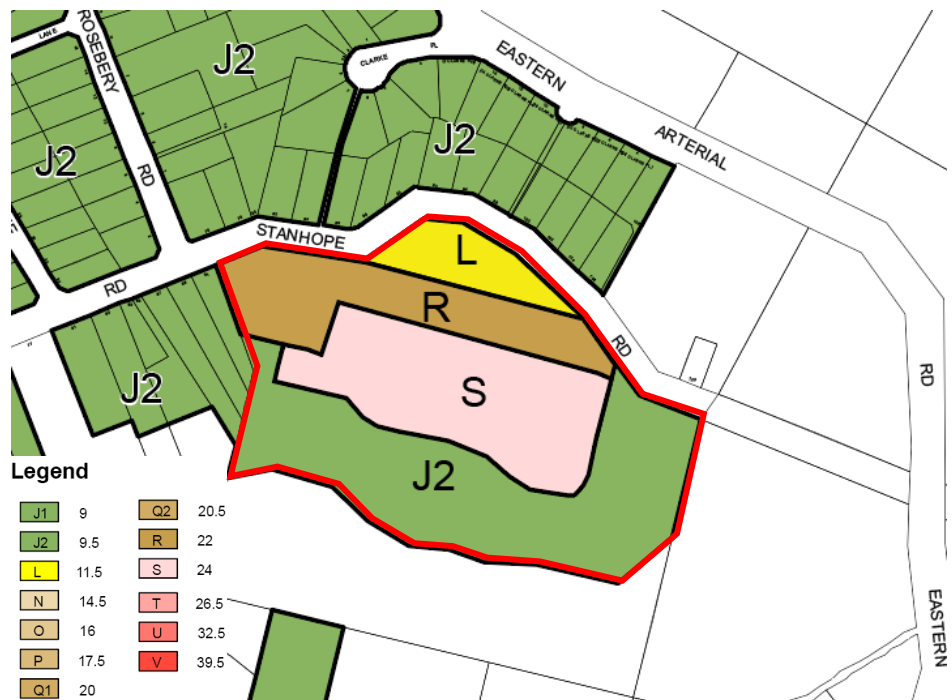 LANE
ROSEBERY
RD
J2
J2
CLARKE PL
EASTERN
ARTERIAL
RD
EASTERN
J2
STANHOPE
RD
RD
L
R
S
J2
J2
Legend
J1 9
J2 9.5
L 11.5
N 14.5
O 16
P 17.5
Q1 20
Q2 20.5
R 22
S 24
T 26.5
U 32.5
V 39.5